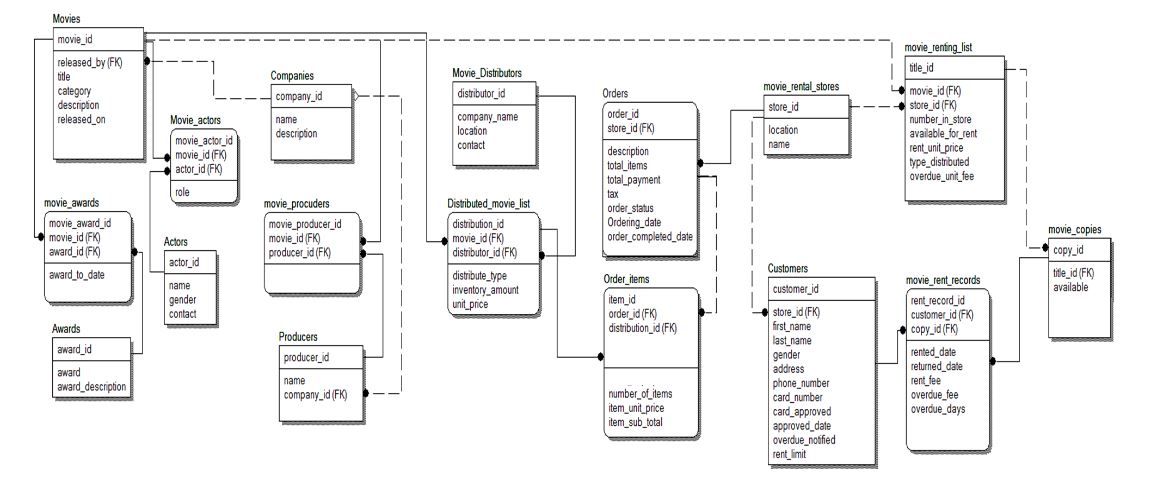 Movies
movie_id
released_by (FK)
title
category
description
released_on
Companies
company_id
name
description
Movie_actors
movie_actor_id
movie_id (FK)
actor_id (FK)
role
movie_awards
movie_award_id
movie_id (FK)
award_id (FK)
award_to_date
Actors
actor_id
name
gender
contact
Awards
award_id
award
award_description
movie_procuders
movie_producer_id
movie_id (FK)
producer_id (FK)
Producers
producer_id
name
company_id (FK)
Movie_Distributors
distributor_id
company_name
location
contact
Distributed_movie_list
distribution_id
movie_id (FK)
distributor_id (FK)
distribute_type
inventory_amount
unit_price
Orders
order_id
store_id (FK)
description
total_items
total_payment
tax
order_status
Ordering_date
order_completed_date
Order_items
item_id
order_id (FK)
distribution_id (FK)
number_of_items
item_unit_price
item_sub_total
movie_rental_stores
store_id
location
name
Customers
customer_id
store_id (FK)
first_name
last_name
gender
address
phone_number
card_number
card_approved
approved_date
overdue_notified
rent_limit
movie_renting_list
title_id
movie_id (FK)
store_id (FK)
number_in_store
available_for_rent
rent_unit_price
type_distributed
overdue_unit_fee
movie_rent_records
rent_record_id
customer_id (FK)
copy_id (FK)
rented_date
returned_date
rent_fee
overdue_fee
overdue_days
movie_copies
copy_id
title_id (FK)
available